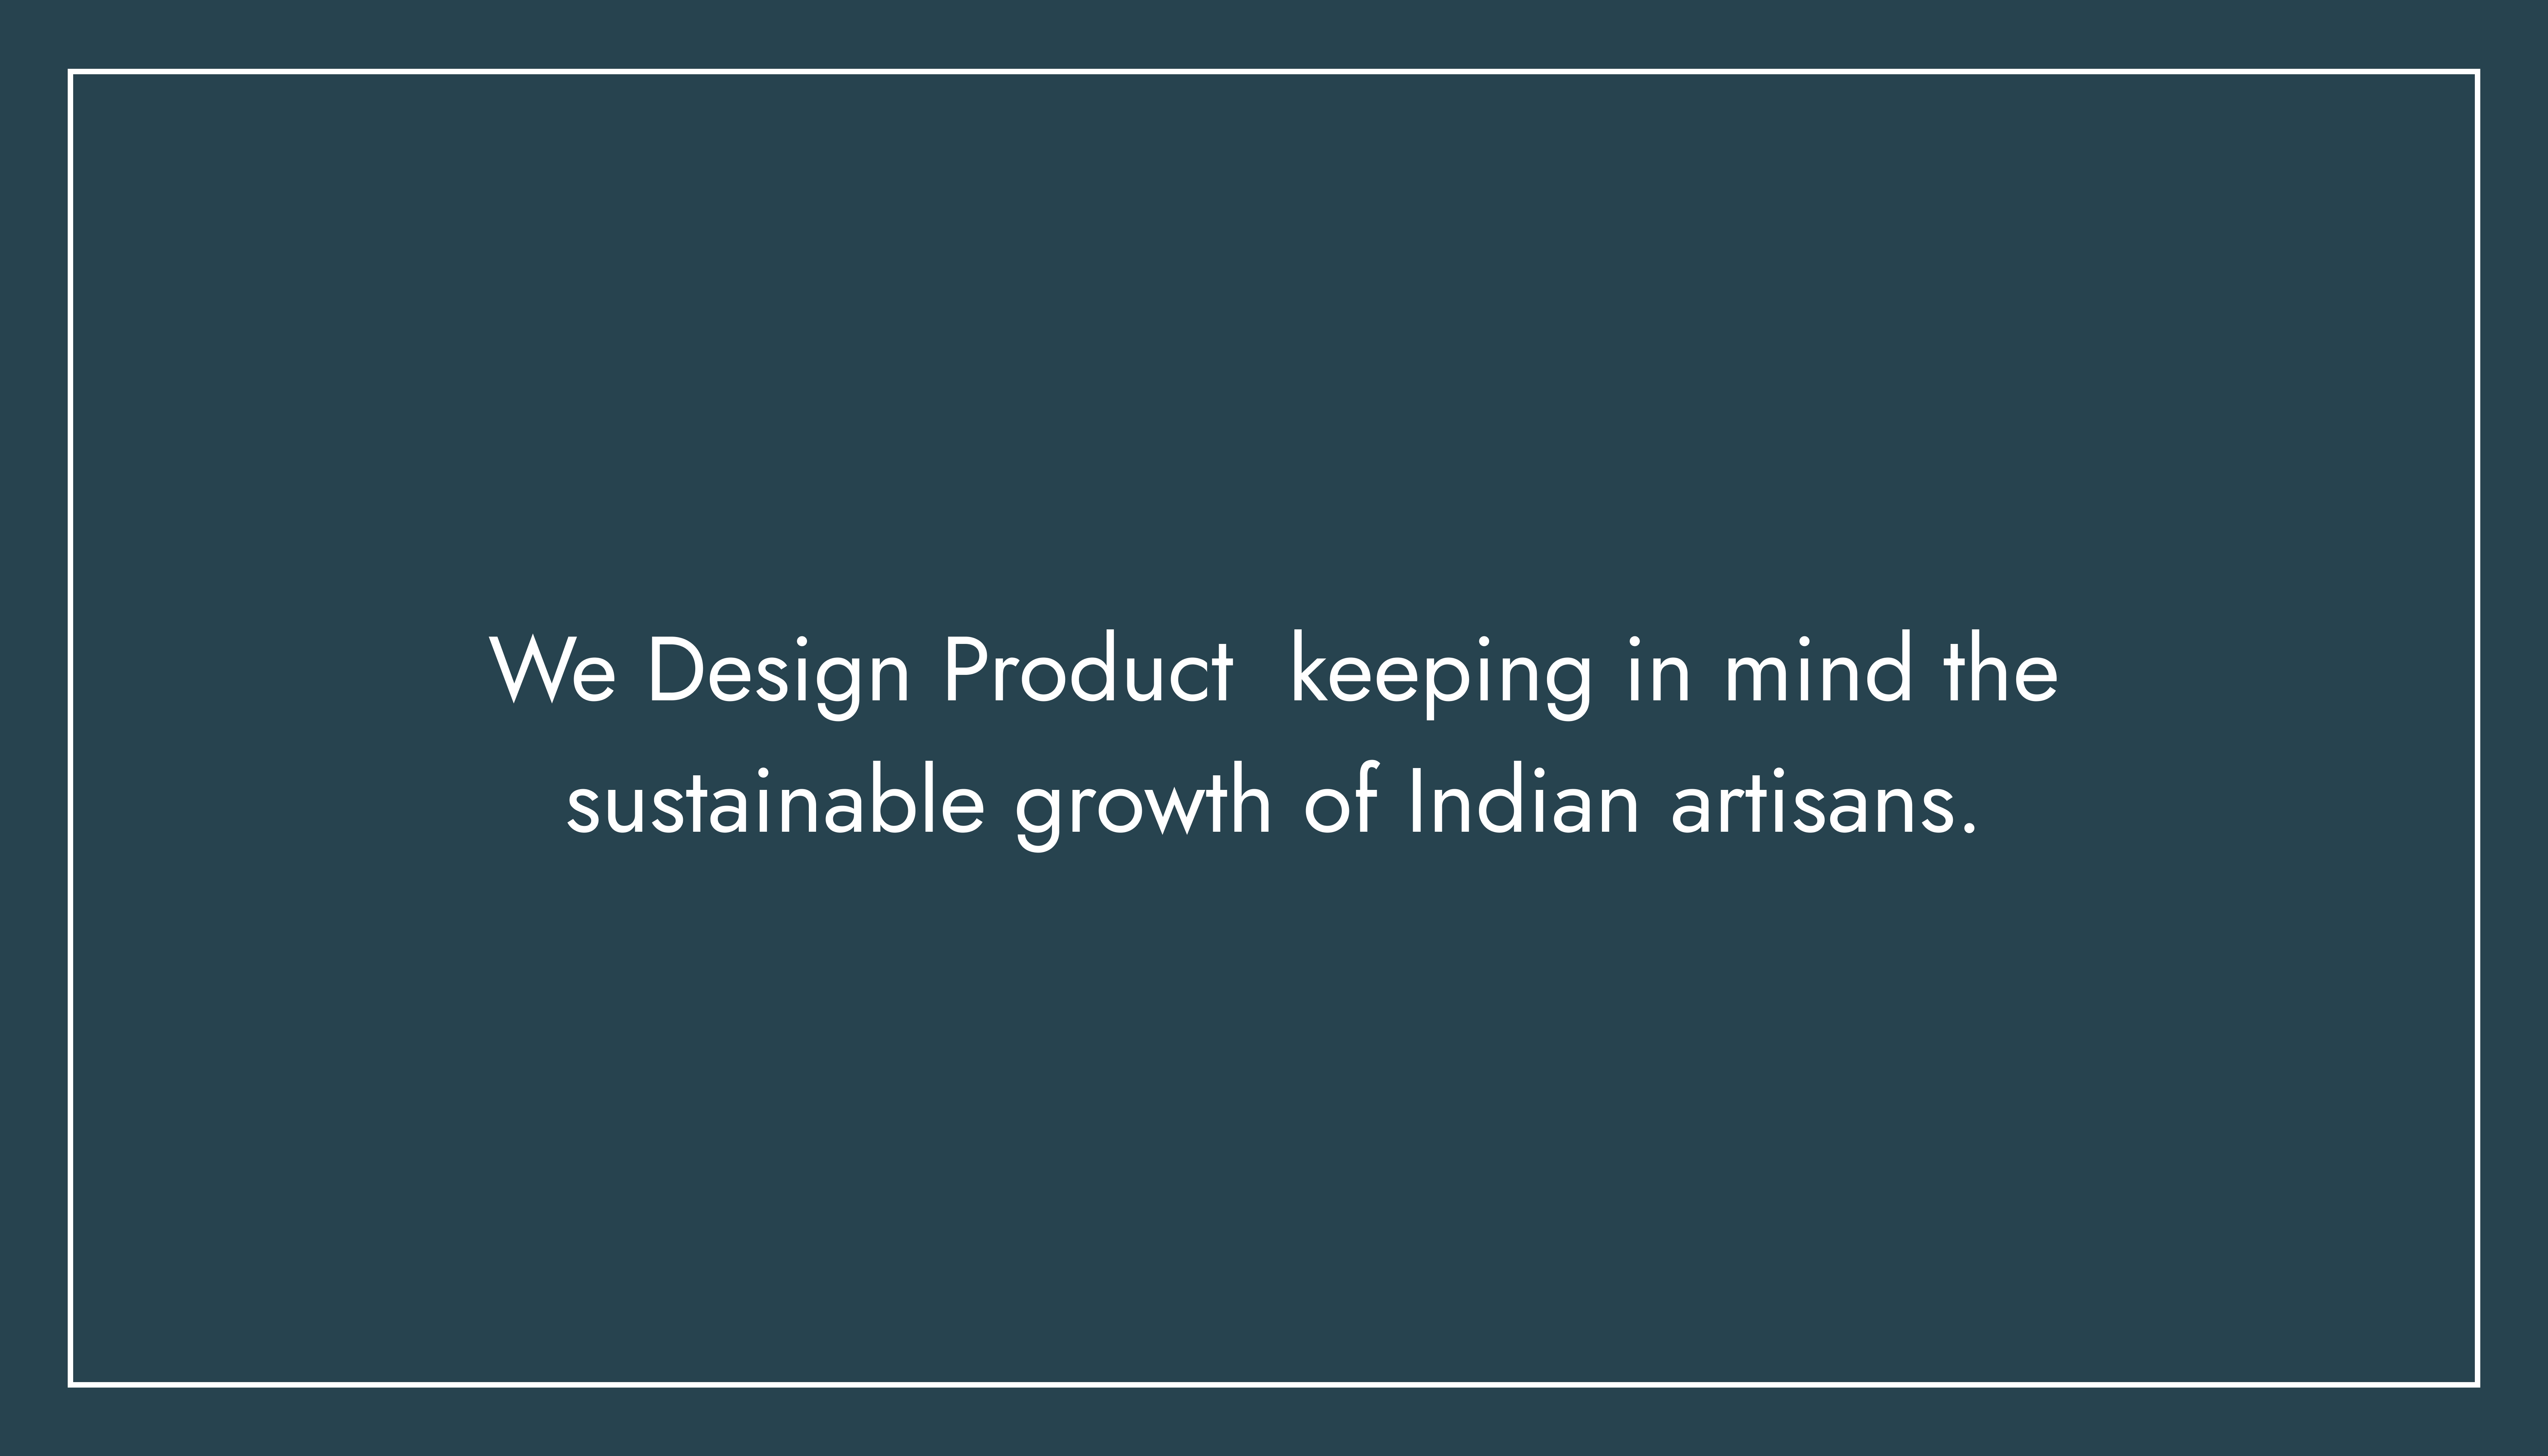 We Design Product  keeping in mind the
sustainable growth of Indian artisans.